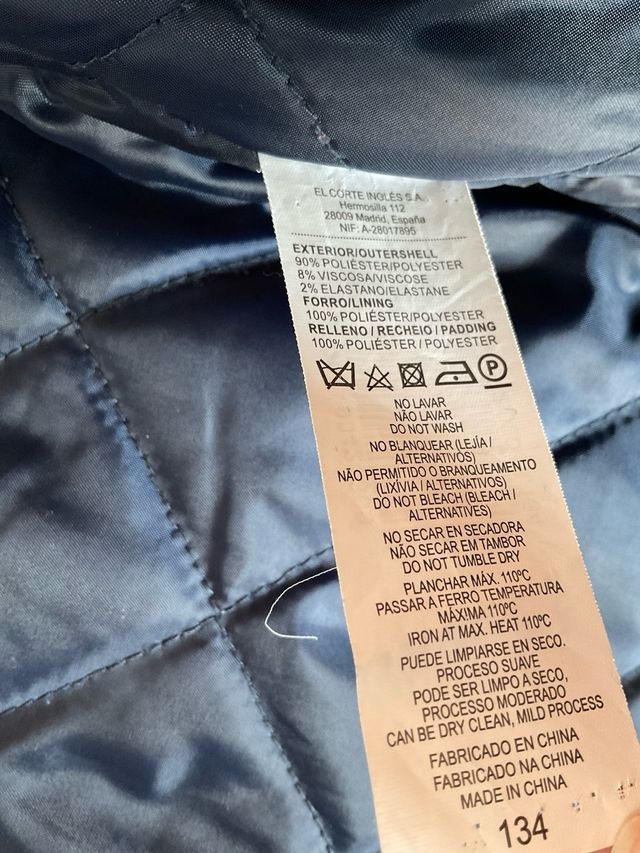 EL CORTE INGLÉS S.A.
Hermosilla 112
28009 Madrid, España
NIF: A-28017895
EXTERIOR/OUTERSHELL
90% POLIÉSTER/POLYESTER
8% VISCOSA/VISCOSE
2% ELASTANO/ELASTANE
FORRO/LINING
100% POLIÉSTER/POLYESTER
RELLENO / RECHEIO / PADDING
100% POLIÉSTER / POLYESTER
P
NO LAVAR
NÃO LAVAR
DO NOT WASH
NO BLANQUEAR (LEJÍA /
ALTERNATIVOS)
NÃO PERMITIDO O BRANQUEAMENTO
(LIXÍVIA / ALTERNATIVOS)
DO NOT BLEACH (BLEACH /
ALTERNATIVES)
NO SECAR EN SECADORA
NÃO SECAR EM TAMBOR
DO NOT TUMBLE DRY
PLANCHAR MÁX. 110ºC
PASSAR A FERRO TEMPERATURA
MÁXIMA 110ºC
IRON AT MAX. HEAT 110ºC
PUEDE LIMPIARSE EN SECO.
PROCESO SUAVE
PODE SER LIMPO A SECO,
PROCESSO MODERADO
CAN BE DRY CLEAN, MILD PROCESS
FABRICADO EN CHINA
FABRICADO NA CHINA
MADE IN CHINA
134